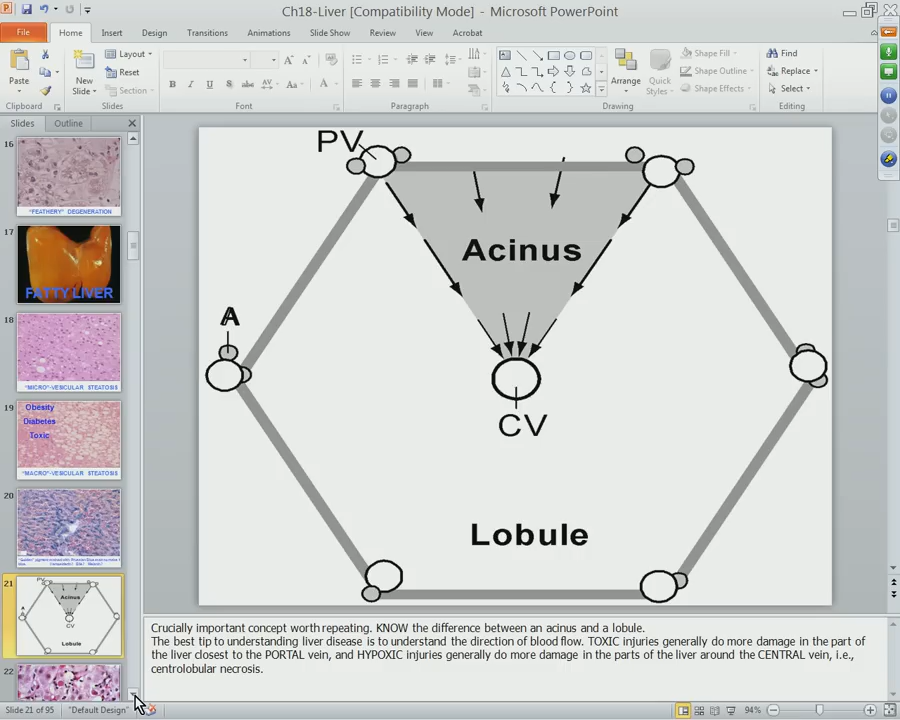 Ch18-Liver [Compatibility Mode] - Microsoft PowerPoint
File Home Insert Design Transitions Animations Slide Show Review View Acrobat
Paste
Clipboard
New
Slide
Layout
Reset
Section
Slides
B I U S abc AV Aa A
Font
Paragraph
Arrange
Quick
Styles
Shape Fill
Shape Outline
Shape Effects
Drawing
Find
Replace
Select
Editing
Slides Outline
16
"FEATHERY" DEGENERATION
17
FATTY LIVER
18
"MICRO"-VESICULAR STEATOSIS
19
Obesity
Diabetes
Toxic
"MACRO"-VESICULAR STEATOSIS
20
21
PV
Acinus
A
CV
Lobule
22
PV
Acinus
A
CV
Lobule
Crucially important concept worth repeating. KNOW the difference between an acinus and a lobule.
The best tip to understanding liver disease is to understand the direction of blood flow. TOXIC injuries generally do more damage in the part of
the liver closest to the PORTAL vein, and HYPOXIC injuries generally do more damage in the parts of the liver around the CENTRAL vein, i.e.,
centrolobular necrosis.
Slide 21 of 95 "Default Design" 94%